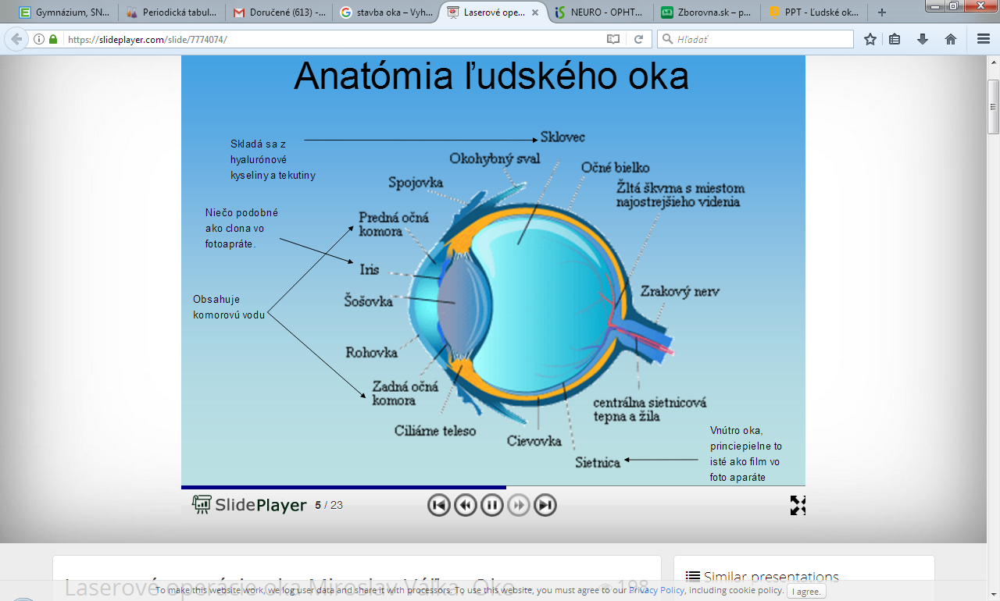 Gymnázium, SN...
Periodická tabul...
Doručené (613) -...
stavba oka – Vyh...
Laserové ope...
NEURO - OPHT...
Zborovna.sk – p...
PPT - Ľudské ok...
https://slideplayer.com/slide/7774074/
Hľadať
Anatómia ľudského oka
Skladá sa z
hyalurónové
kyseliny a tekutiny
Sklovec
Okohybný sval
Očné bielko
Spojovka
Žltá škvrna s miestom
najostrejšieho videnia
Niečo podobné
ako clona vo
fotoapráte.
Predná očná
komora
Iris
Obsahuje
komorovú vodu
Šošovka
Zrakový nerv
Rohovka
Zadná očná
komora
centrálna sietnicová
tepna a žila
Ciliárne teleso
Cievovka
Sietnica
Vnútro oka,
princiepielne to
isté ako film vo
foto aparáte
SlidePlayer 5 / 23
Laserové operácie oka Miroslav Válka, Oko
198
Similar presentations
To make this website work, we log user data and share it with processors. To use this website, you must agree to our Privacy Policy, including cookie policy. I agree.